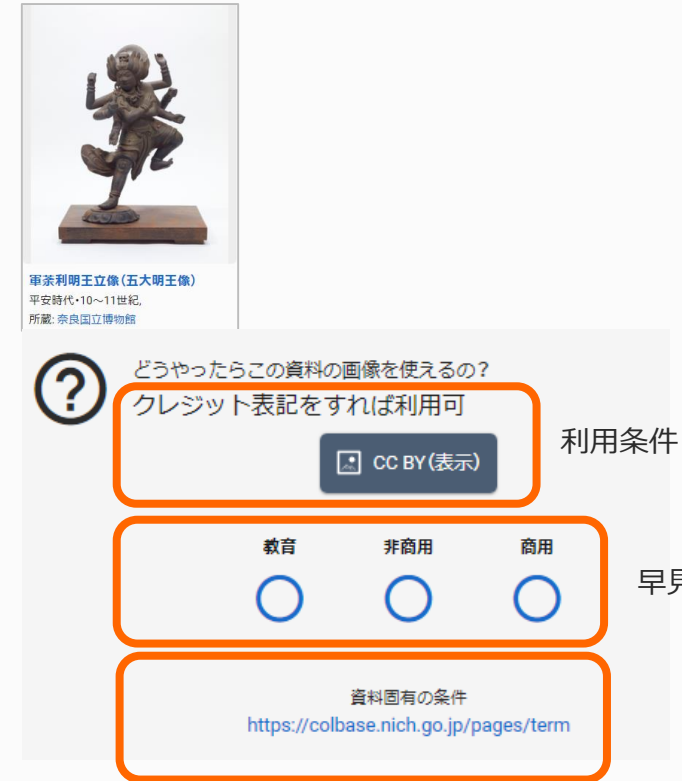 軍荼利明王立像(五大明王像)
平安時代・10～11世紀,
所蔵: 奈良国立博物館
どうやったらこの資料の画像を使えるの？
クレジット表記をすれば利用可
CC BY(表示)
利用条件
教育 非商用 商用
早見
資料固有の条件
https://colbase.nich.go.jp/pages/term